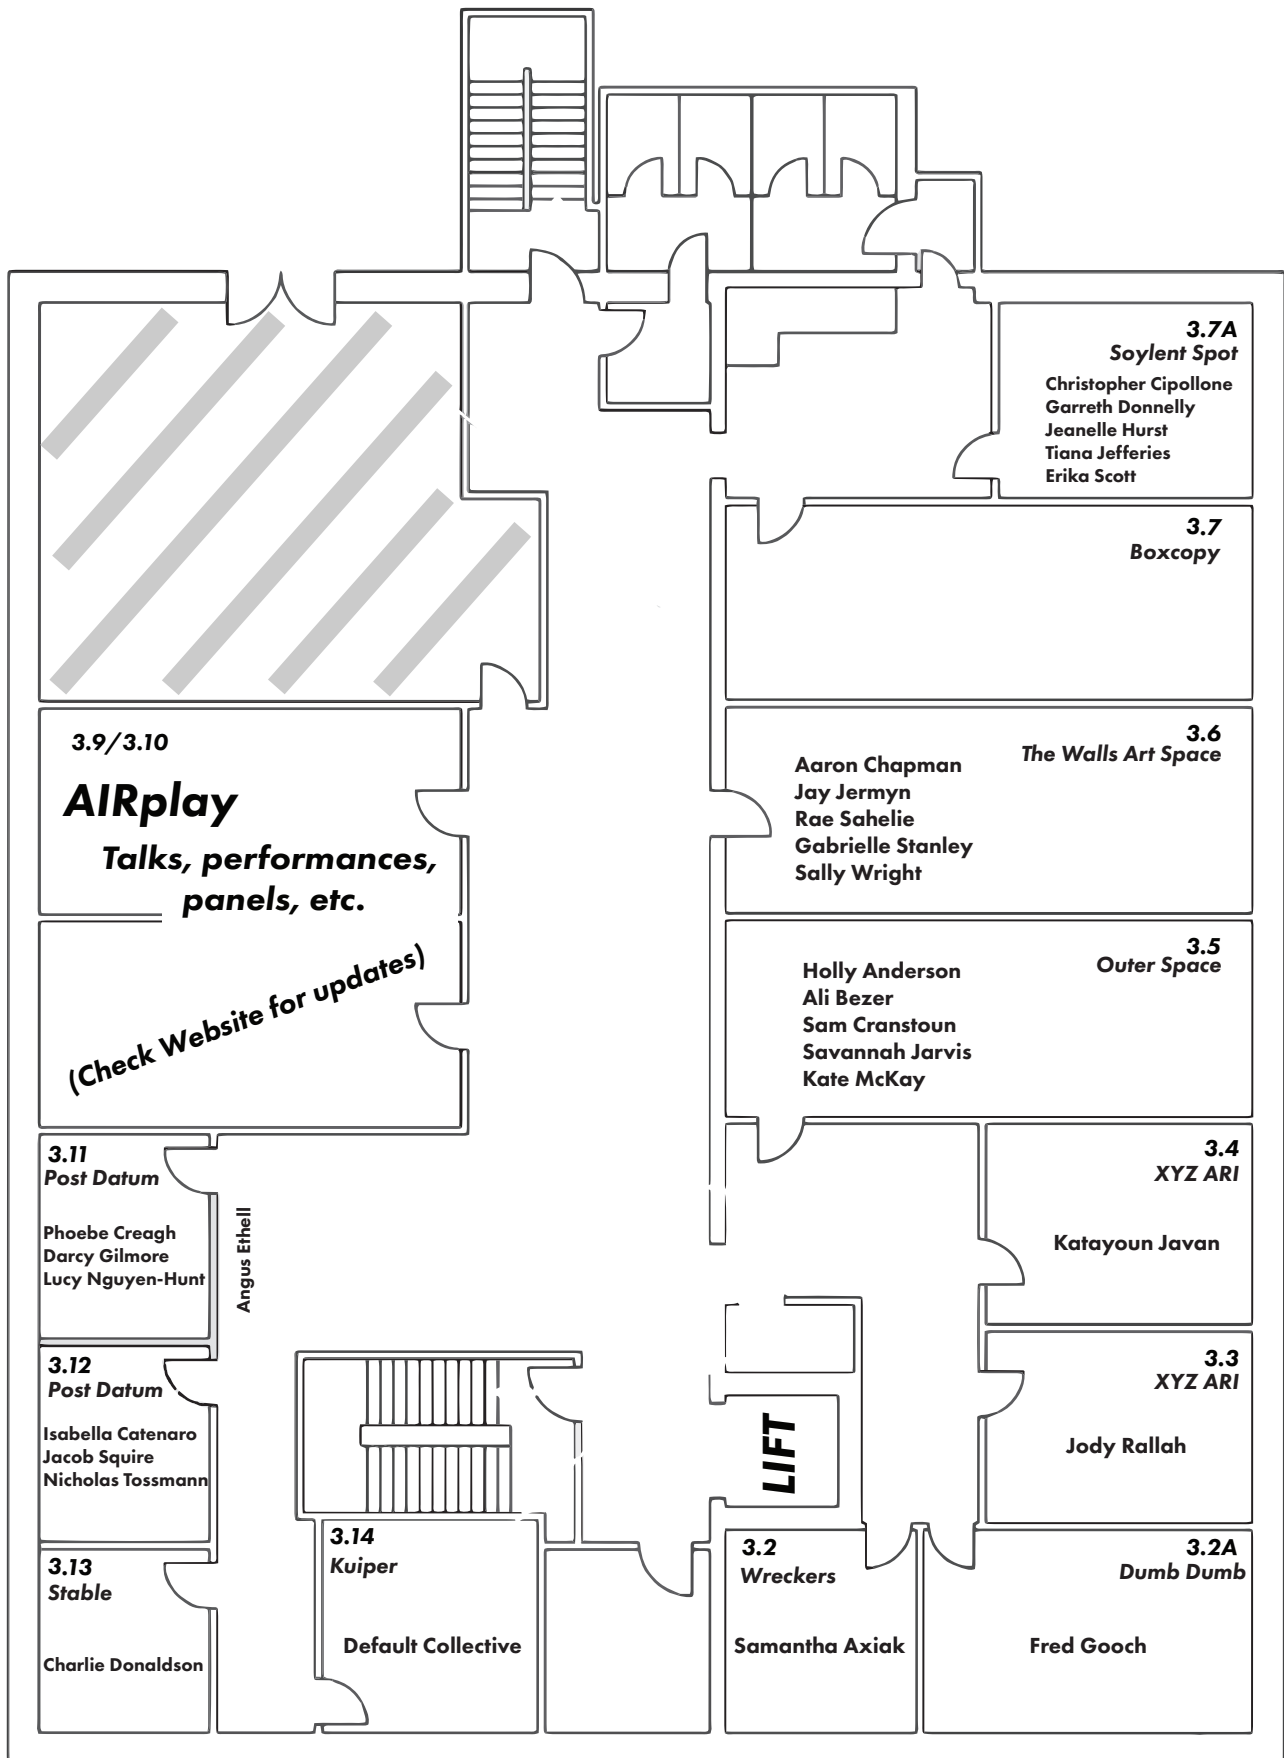 3.7A
Soylent Spot
Christopher Cipollone
Garreth Donnelly
Jeanelle Hurst
Tiana Jefferies
Erika Scott
3.7
Boxcopy
3.9/3.10
AIRplay
Talks, performances,
panels, etc.
(Check Website for updates)
3.6
The Walls Art Space
Aaron Chapman
Jay Jermyn
Rae Sahelie
Gabrielle Stanley
Sally Wright
3.5
Outer Space
Holly Anderson
Ali Bezer
Sam Cranstoun
Savannah Jarvis
Kate McKay
3.11
Post Datum
Phoebe Creagh
Darcy Gilmore
Lucy Nguyen-Hunt
Angus Ethell
3.4
XYZ ARI
Katayoun Javan
3.12
Post Datum
Isabella Catenaro
Jacob Squire
Nicholas Tossmann
LIFT
3.3
XYZ ARI
Jody Rallah
3.13
Stable
Charlie Donaldson
3.14
Kuiper
Default Collective
3.2
Wreckers
Samantha Axiak
3.2A
Dumb Dumb
Fred Gooch